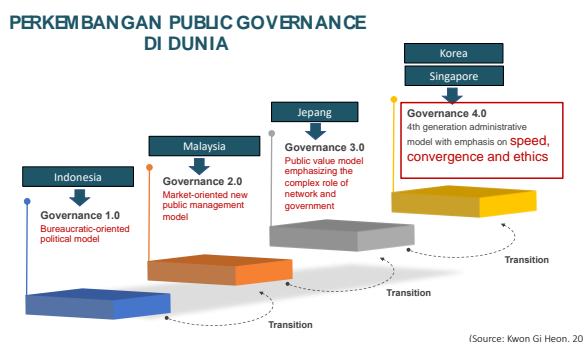 PERKEMBANGAN PUBLIC GOVERNANCE
DI DUNIA
Korea
Singapore
Governance 4.0
4th generation administrative
model with emphasis on speed,
convergence and ethics
Jepang
Governance 3.0
Public value model
emphasizing the
complex role of
network and
government
Malaysia
Governance 2.0
Market-oriented new
public management
model
Indonesia
Governance 1.0
Bureaucratic-oriented
political model
Transition
Transition
Transition
(Source: Kwon Gi Heon, 20